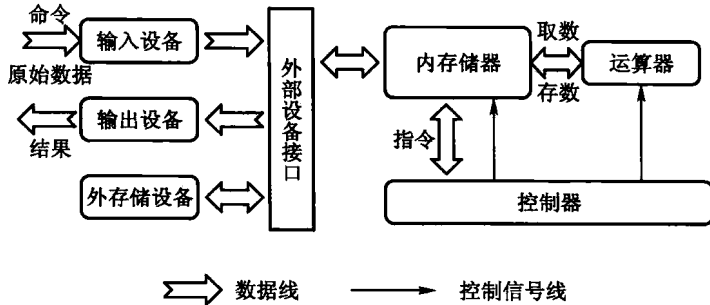 命令
输入设备
原始数据
输出设备
结果
外存储设备
外部设备接口
内存储器
取数
存数
运算器
指令
控制器
数据线
控制信号线